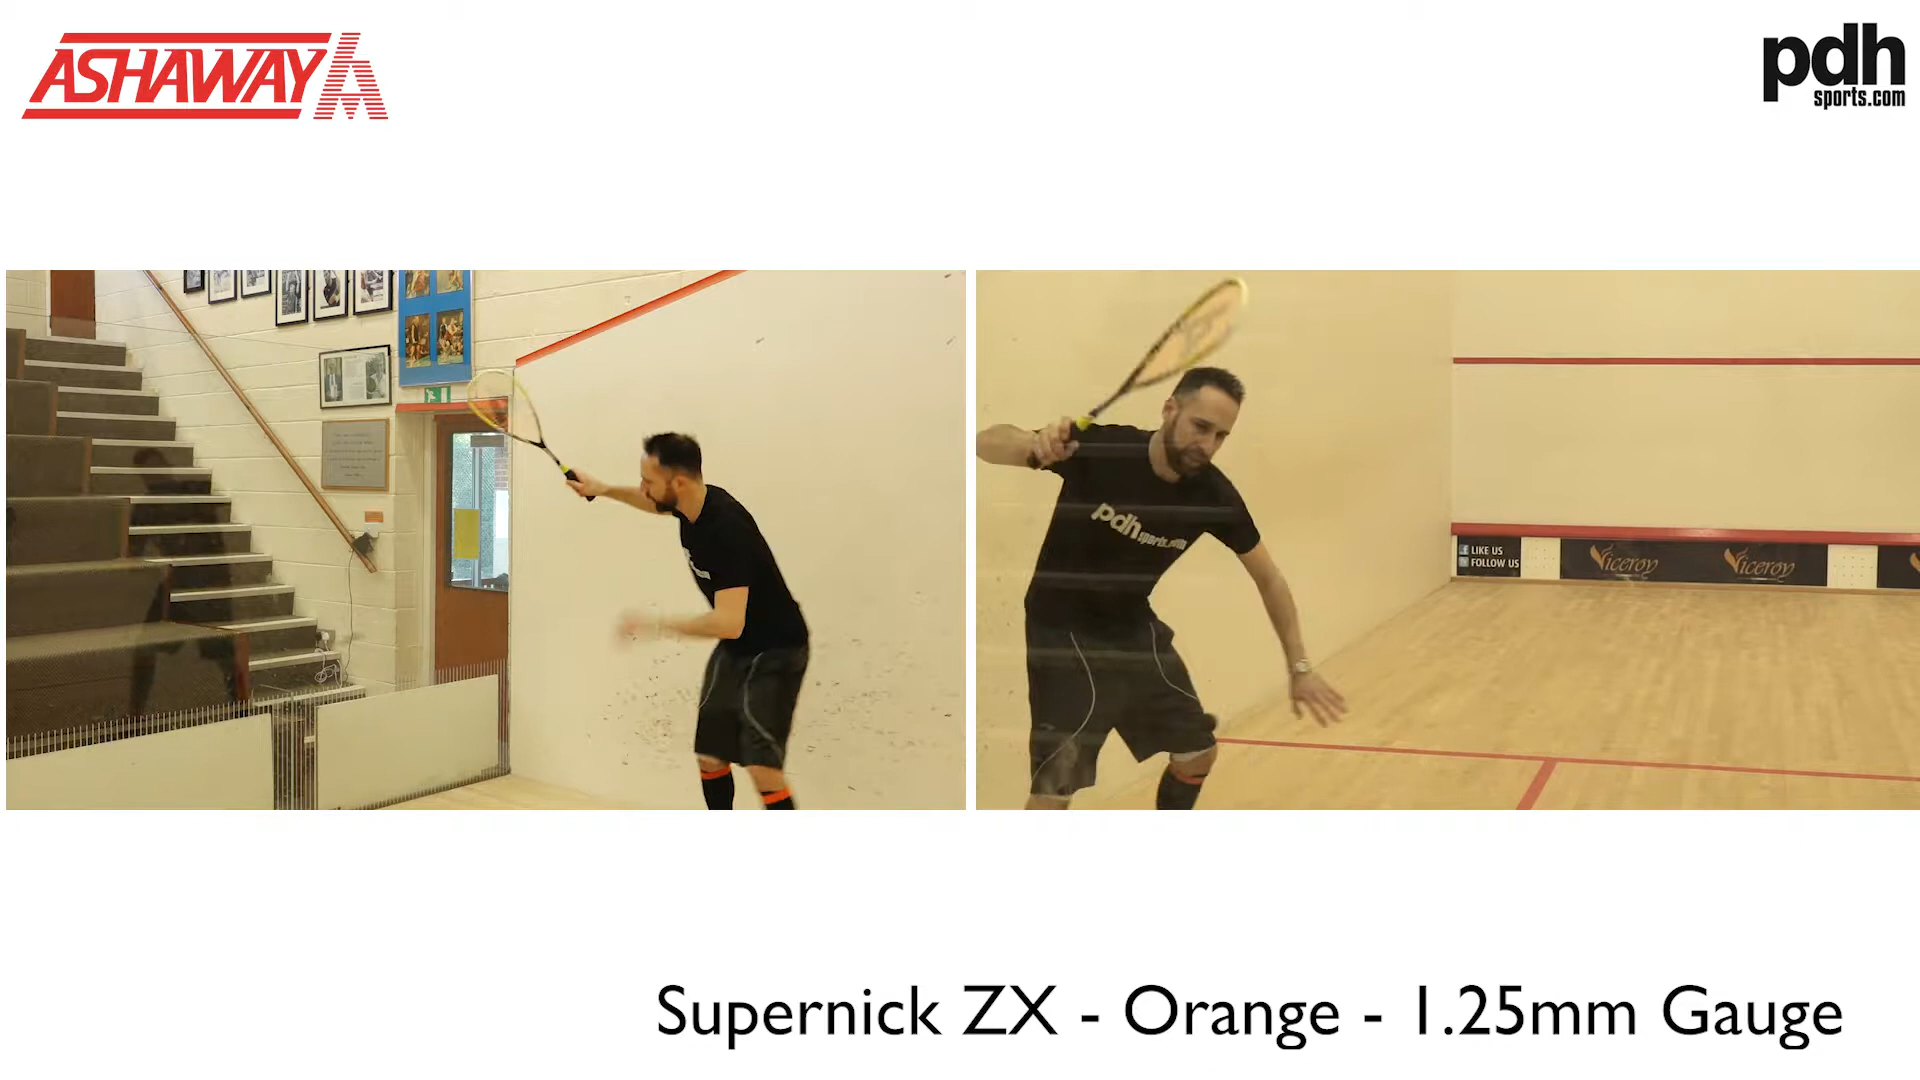 ASHAWAY
pdh
sports.com
pdh sports.com
LIKE US
FOLLOW US
Viceroy
Viceroy
Supernick ZX - Orange - 1.25mm Gauge